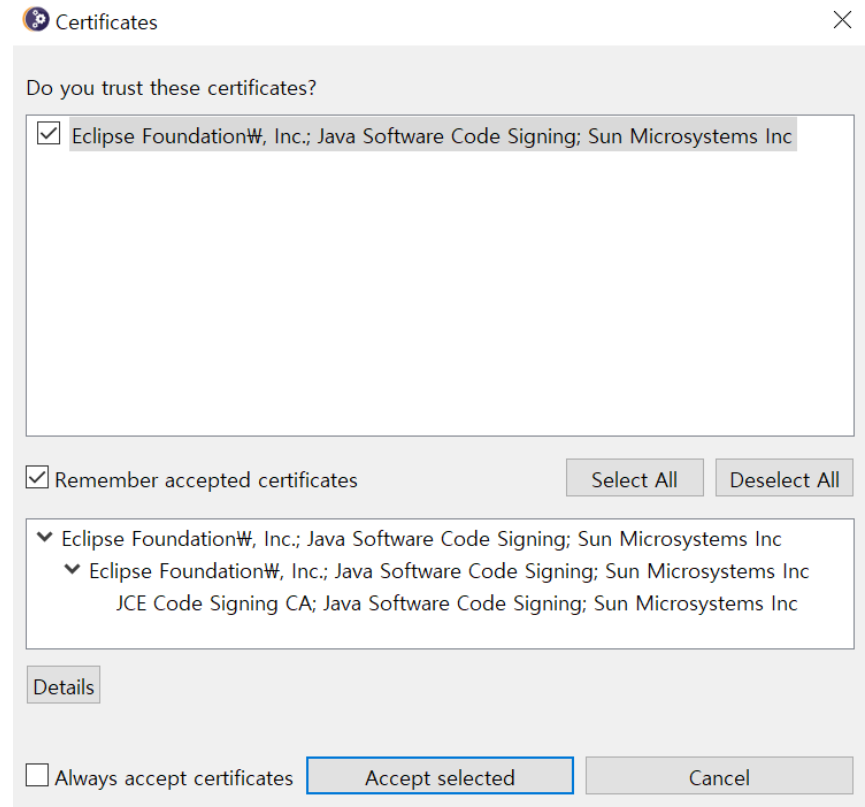 Certificates
Do you trust these certificates?
Eclipse Foundation₩, Inc.; Java Software Code Signing; Sun Microsystems Inc
Remember accepted certificates
Select All
Deselect All
Eclipse Foundation₩, Inc.; Java Software Code Signing; Sun Microsystems Inc
Eclipse Foundation₩, Inc.; Java Software Code Signing; Sun Microsystems Inc
JCE Code Signing CA; Java Software Code Signing; Sun Microsystems Inc
Details
Always accept certificates
Accept selected
Cancel